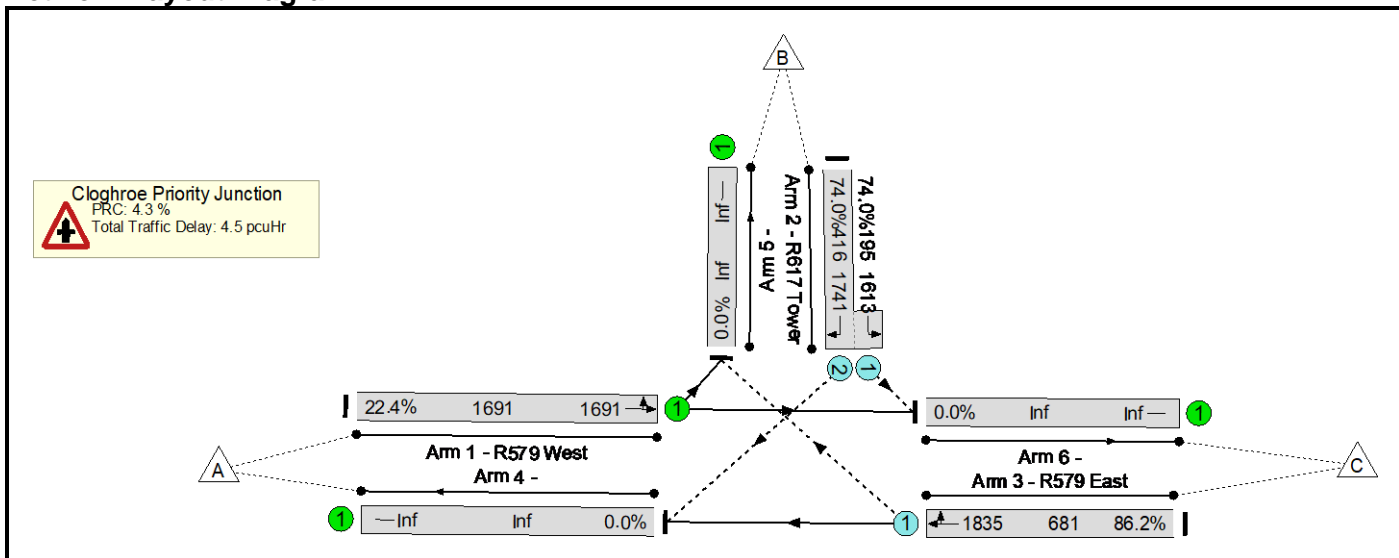 B
Cloghroe Priority Junction
PRC: 4.3 %
Total Traffic Delay: 4.5 pcuHr
1
0.0% Inf Inf
Arm 5 -
Arm 2 - R617 Tower
74.0% 416 1741
74.0% 195 1613
2 1
22.4% 1691 1691
1
0.0% Inf Inf
1
Arm 1 - R579 West
Arm 4 -
A
Arm 6 -
Arm 3 - R579 East
C
1
Inf Inf 0.0%
1
1835 681 86.2%